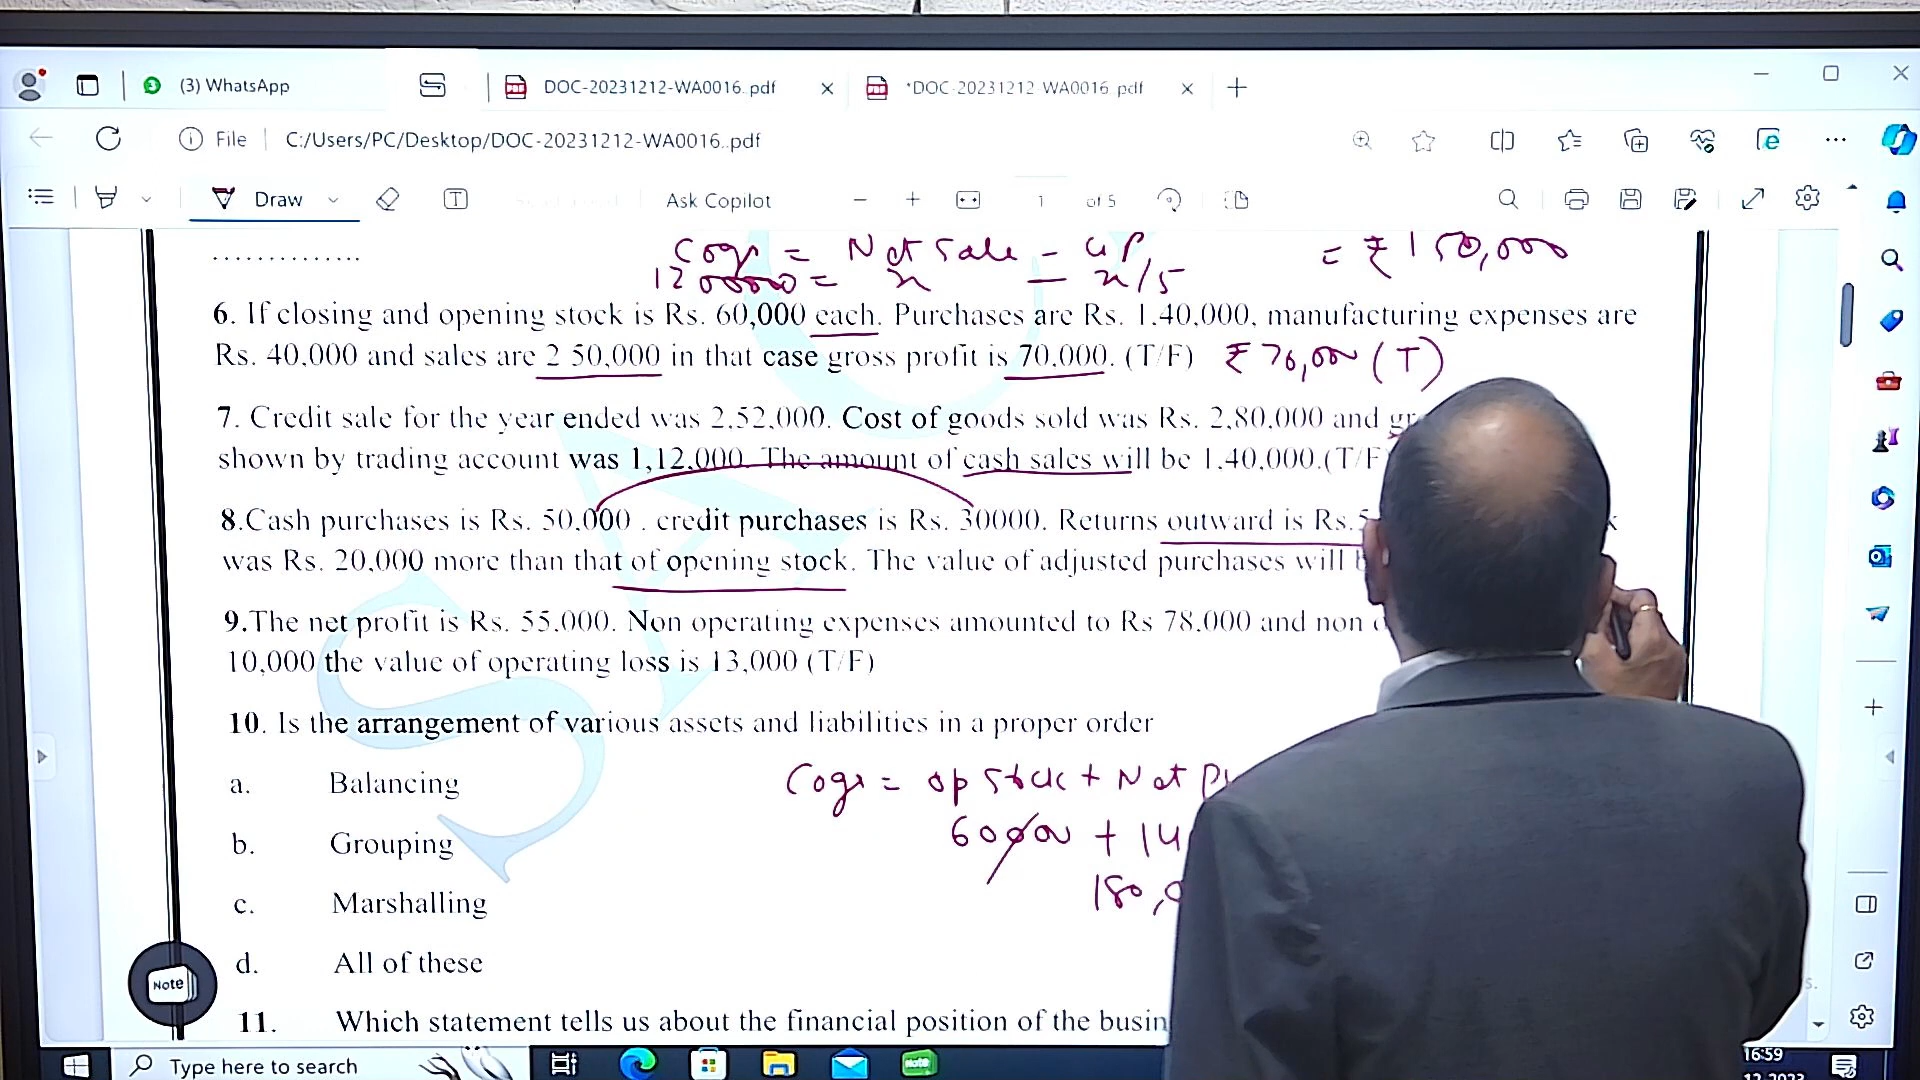 (3) WhatsApp
DOC-20231212-WA0016..pdf
*DOC-20231212-WA0016..pdf
File
C:/Users/PC/Desktop/DOC-20231212-WA0016..pdf
Draw
Ask Copilot
1 of 5
..............
Cogs = Net Sale - GP
= ₹ 150,000
1200000 = x - x/5
6. If closing and opening stock is Rs. 60,000 each. Purchases are Rs. 1,40,000, manufacturing expenses are
Rs. 40,000 and sales are 2 50,000 in that case gross profit is 70,000. (T/F) ₹ 70,000 (T)
7. Credit sale for the year ended was 2,52,000. Cost of goods sold was Rs. 2,80,000 and
shown by trading account was 1,12,000. The amount of cash sales will be 1,40,000.(T/F
8.Cash purchases is Rs. 50,000 . credit purchases is Rs. 30000. Returns outward is Rs.5
was Rs. 20,000 more than that of opening stock. The value of adjusted purchases will
9.The net profit is Rs. 55,000. Non operating expenses amounted to Rs 78,000 and non
10,000 the value of operating loss is 13,000 (T/F)
10. Is the arrangement of various assets and liabilities in a proper order
a. Balancing
Cogs = op Stock + Net
b. Grouping
60000 + 14
c. Marshalling
180,0
d. All of these
Note
11. Which statement tells us about the financial position of the busin
Type here to search
16:59